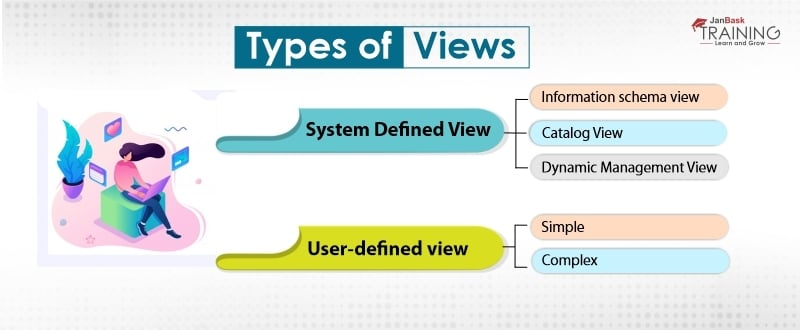 JanBask
TRAINING
Learn and Grow
Types of Views
System Defined View
Information schema view
Catalog View
Dynamic Management View
User-defined view
Simple
Complex